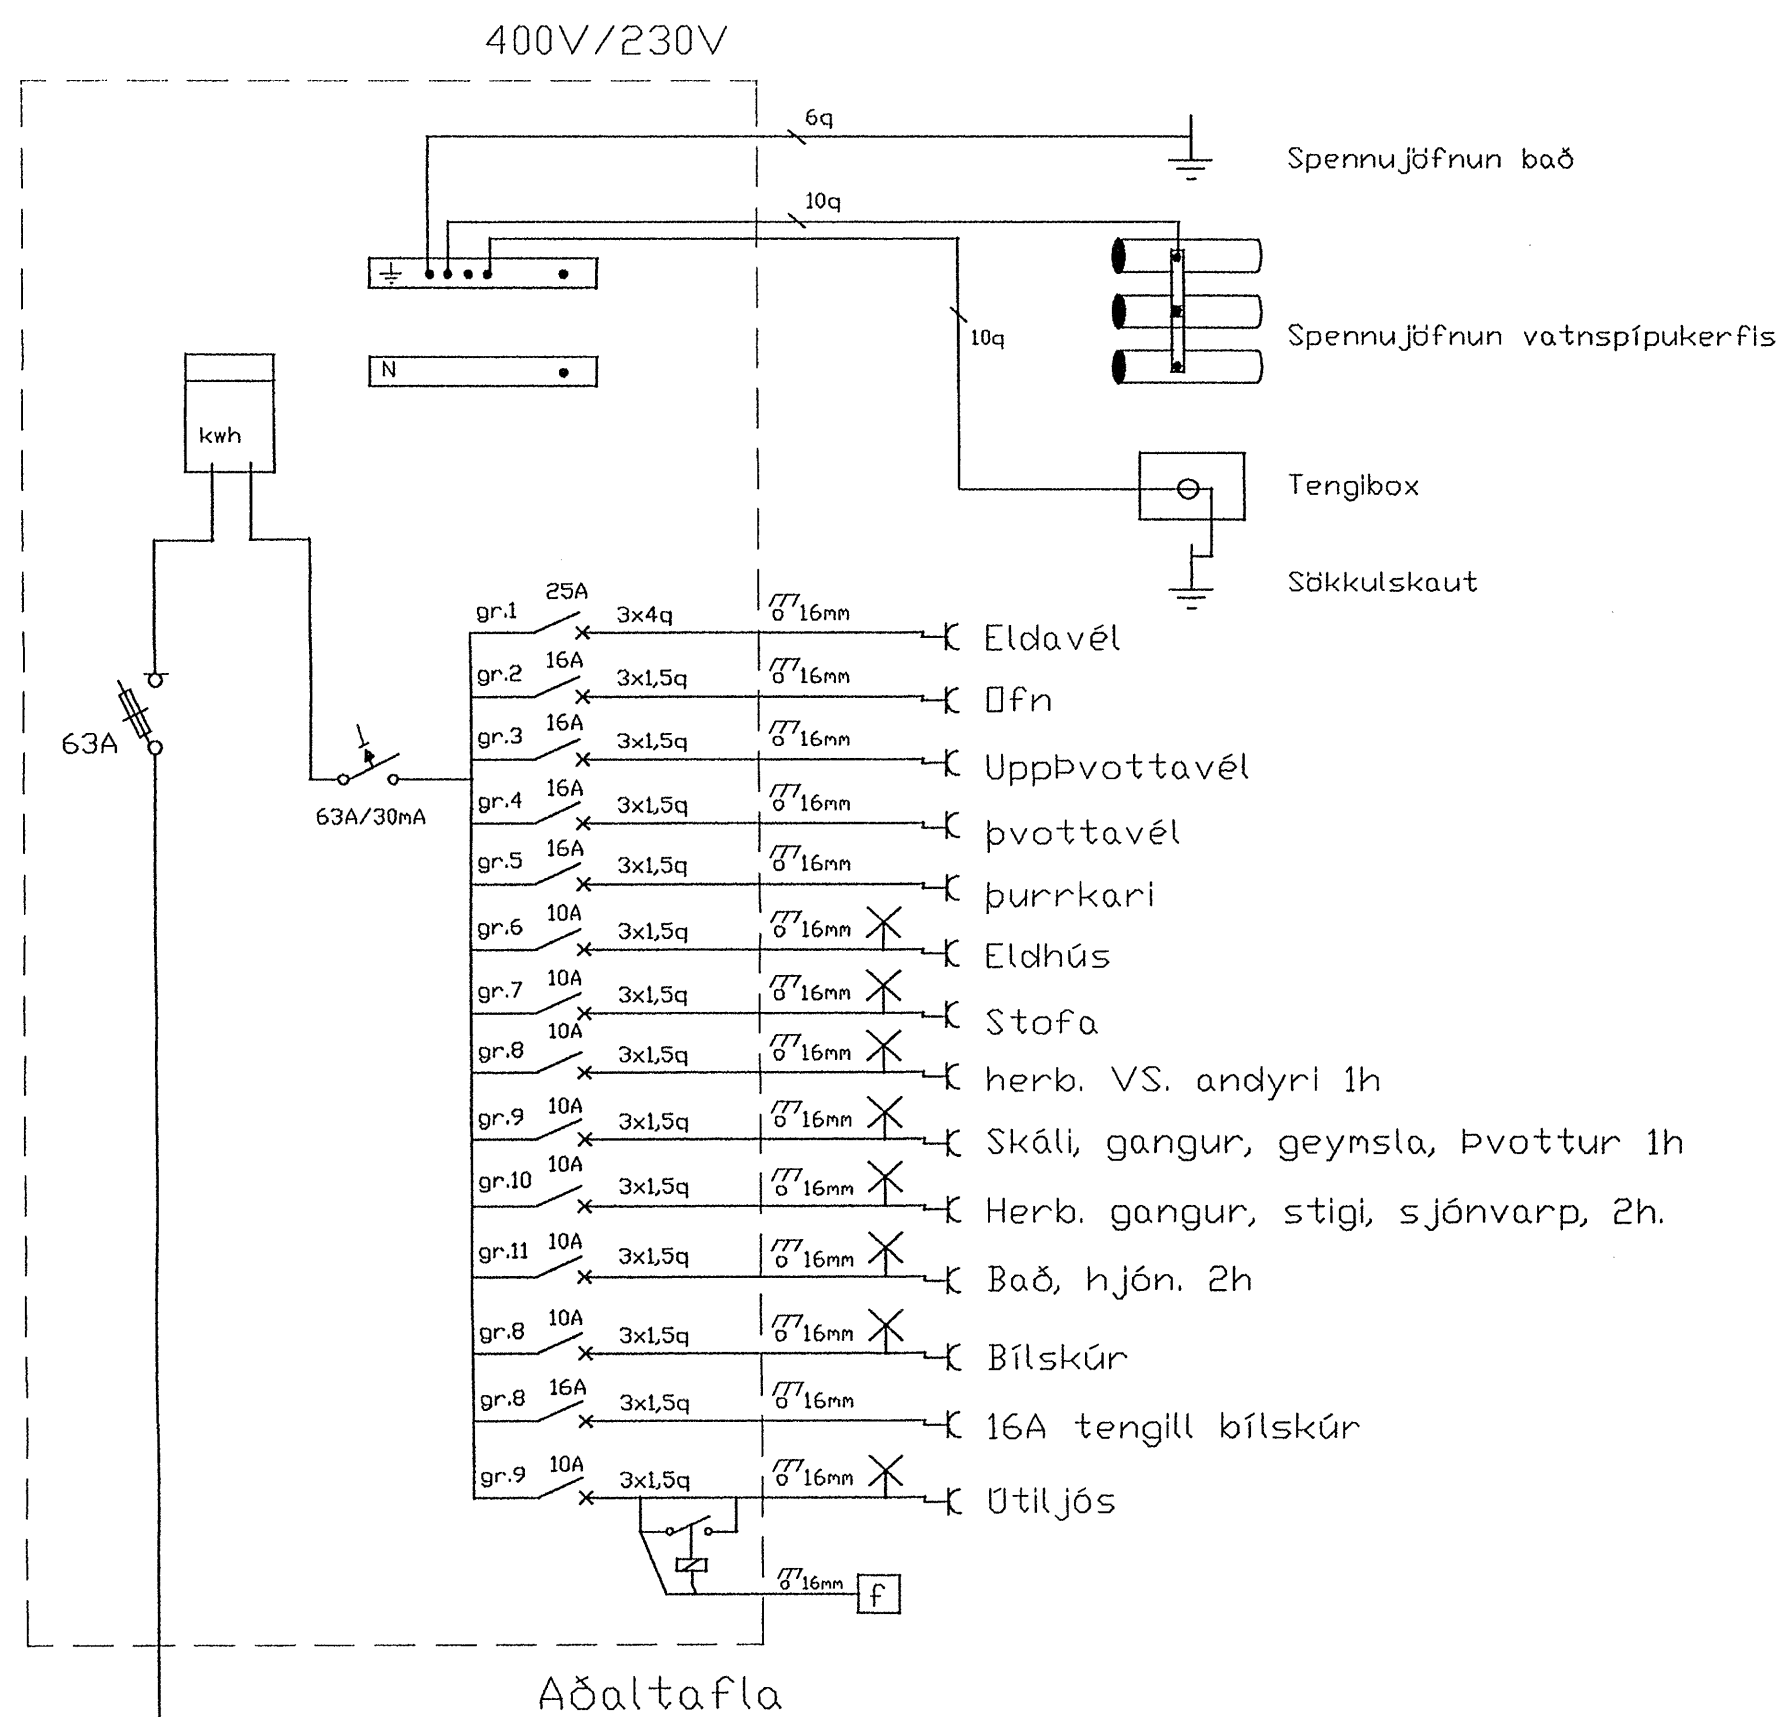 400V/230V
6q
Spennujöfnun bað
10q
10q
Spennujöfnun vatnspípukerfis
N
kwh
Tengibox
Sökkulskaut
63A
63A/30mA
gr.1 25A 3x4q 16mm Eldavél
gr.2 16A 3x1,5q 16mm Ofn
gr.3 16A 3x1,5q 16mm Uppþvottavél
gr.4 16A 3x1,5q 16mm þvottavél
gr.5 16A 3x1,5q 16mm þurrkari
gr.6 10A 3x1,5q 16mm Eldhús
gr.7 10A 3x1,5q 16mm Stofa
gr.8 10A 3x1,5q 16mm herb. VS. andyri 1h
gr.9 10A 3x1,5q 16mm Skáli, gangur, geymsla, Þvottur 1h
gr.10 10A 3x1,5q 16mm Herb. gangur, stigi, sjónvarp, 2h.
gr.11 10A 3x1,5q 16mm Bað, hjón. 2h
gr.8 10A 3x1,5q 16mm Bílskúr
gr.8 16A 3x1,5q 16mm 16A tengill bílskúr
gr.9 10A 3x1,5q 16mm Útiljós
16mm f
Aðaltafla